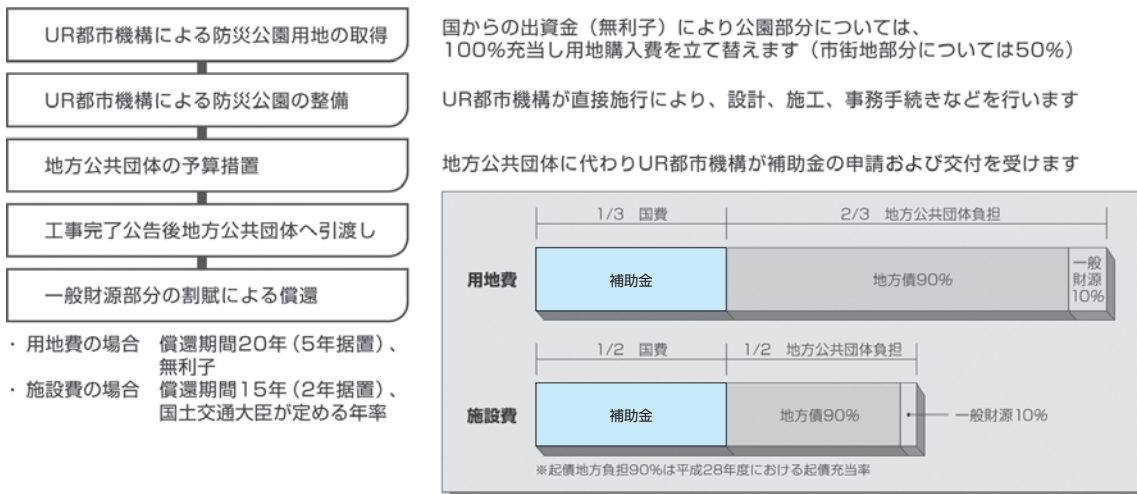 UR都市機構による防災公園用地の取得
国からの出資金（無利子）により公園部分については、
100％充当し用地購入費を立て替えます（市街地部分については50％）
UR都市機構による防災公園の整備
UR都市機構が直接施行により、設計、施工、事務手続きなどを行います
地方公共団体の予算措置
地方公共団体に代わりUR都市機構が補助金の申請および交付を受けます
工事完了公告後地方公共団体へ引渡し
一般財源部分の割賦による償還
・用地費の場合　償還期間20年（5年据置）、
無利子
・施設費の場合　償還期間15年（2年据置）、
国土交通大臣が定める年率
1/3　国費
2/3　地方公共団体負担
用地費
補助金
地方債90％
一般
財源
10％
1/2　国費
1/2　地方公共団体負担
施設費
補助金
地方債90％
一般財源10％
※起債地方負担90％は平成28年度における起債充当率